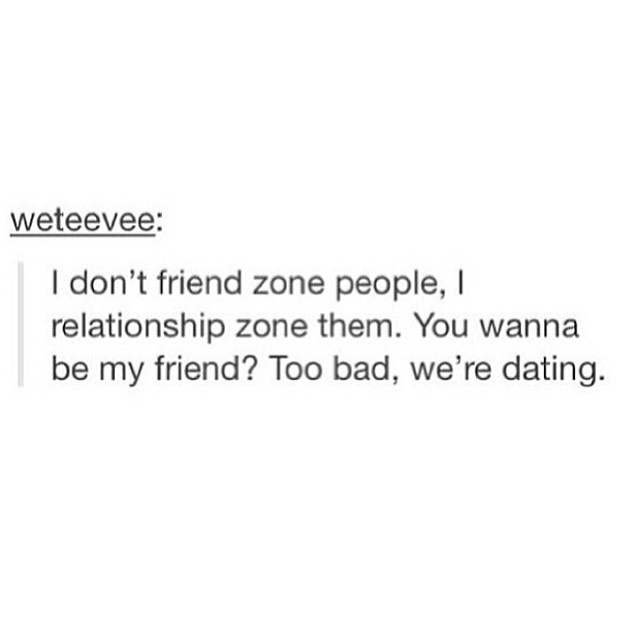 weteevee:
I don’t friend zone people, I
relationship zone them. You wanna
be my friend? Too bad, we’re dating.